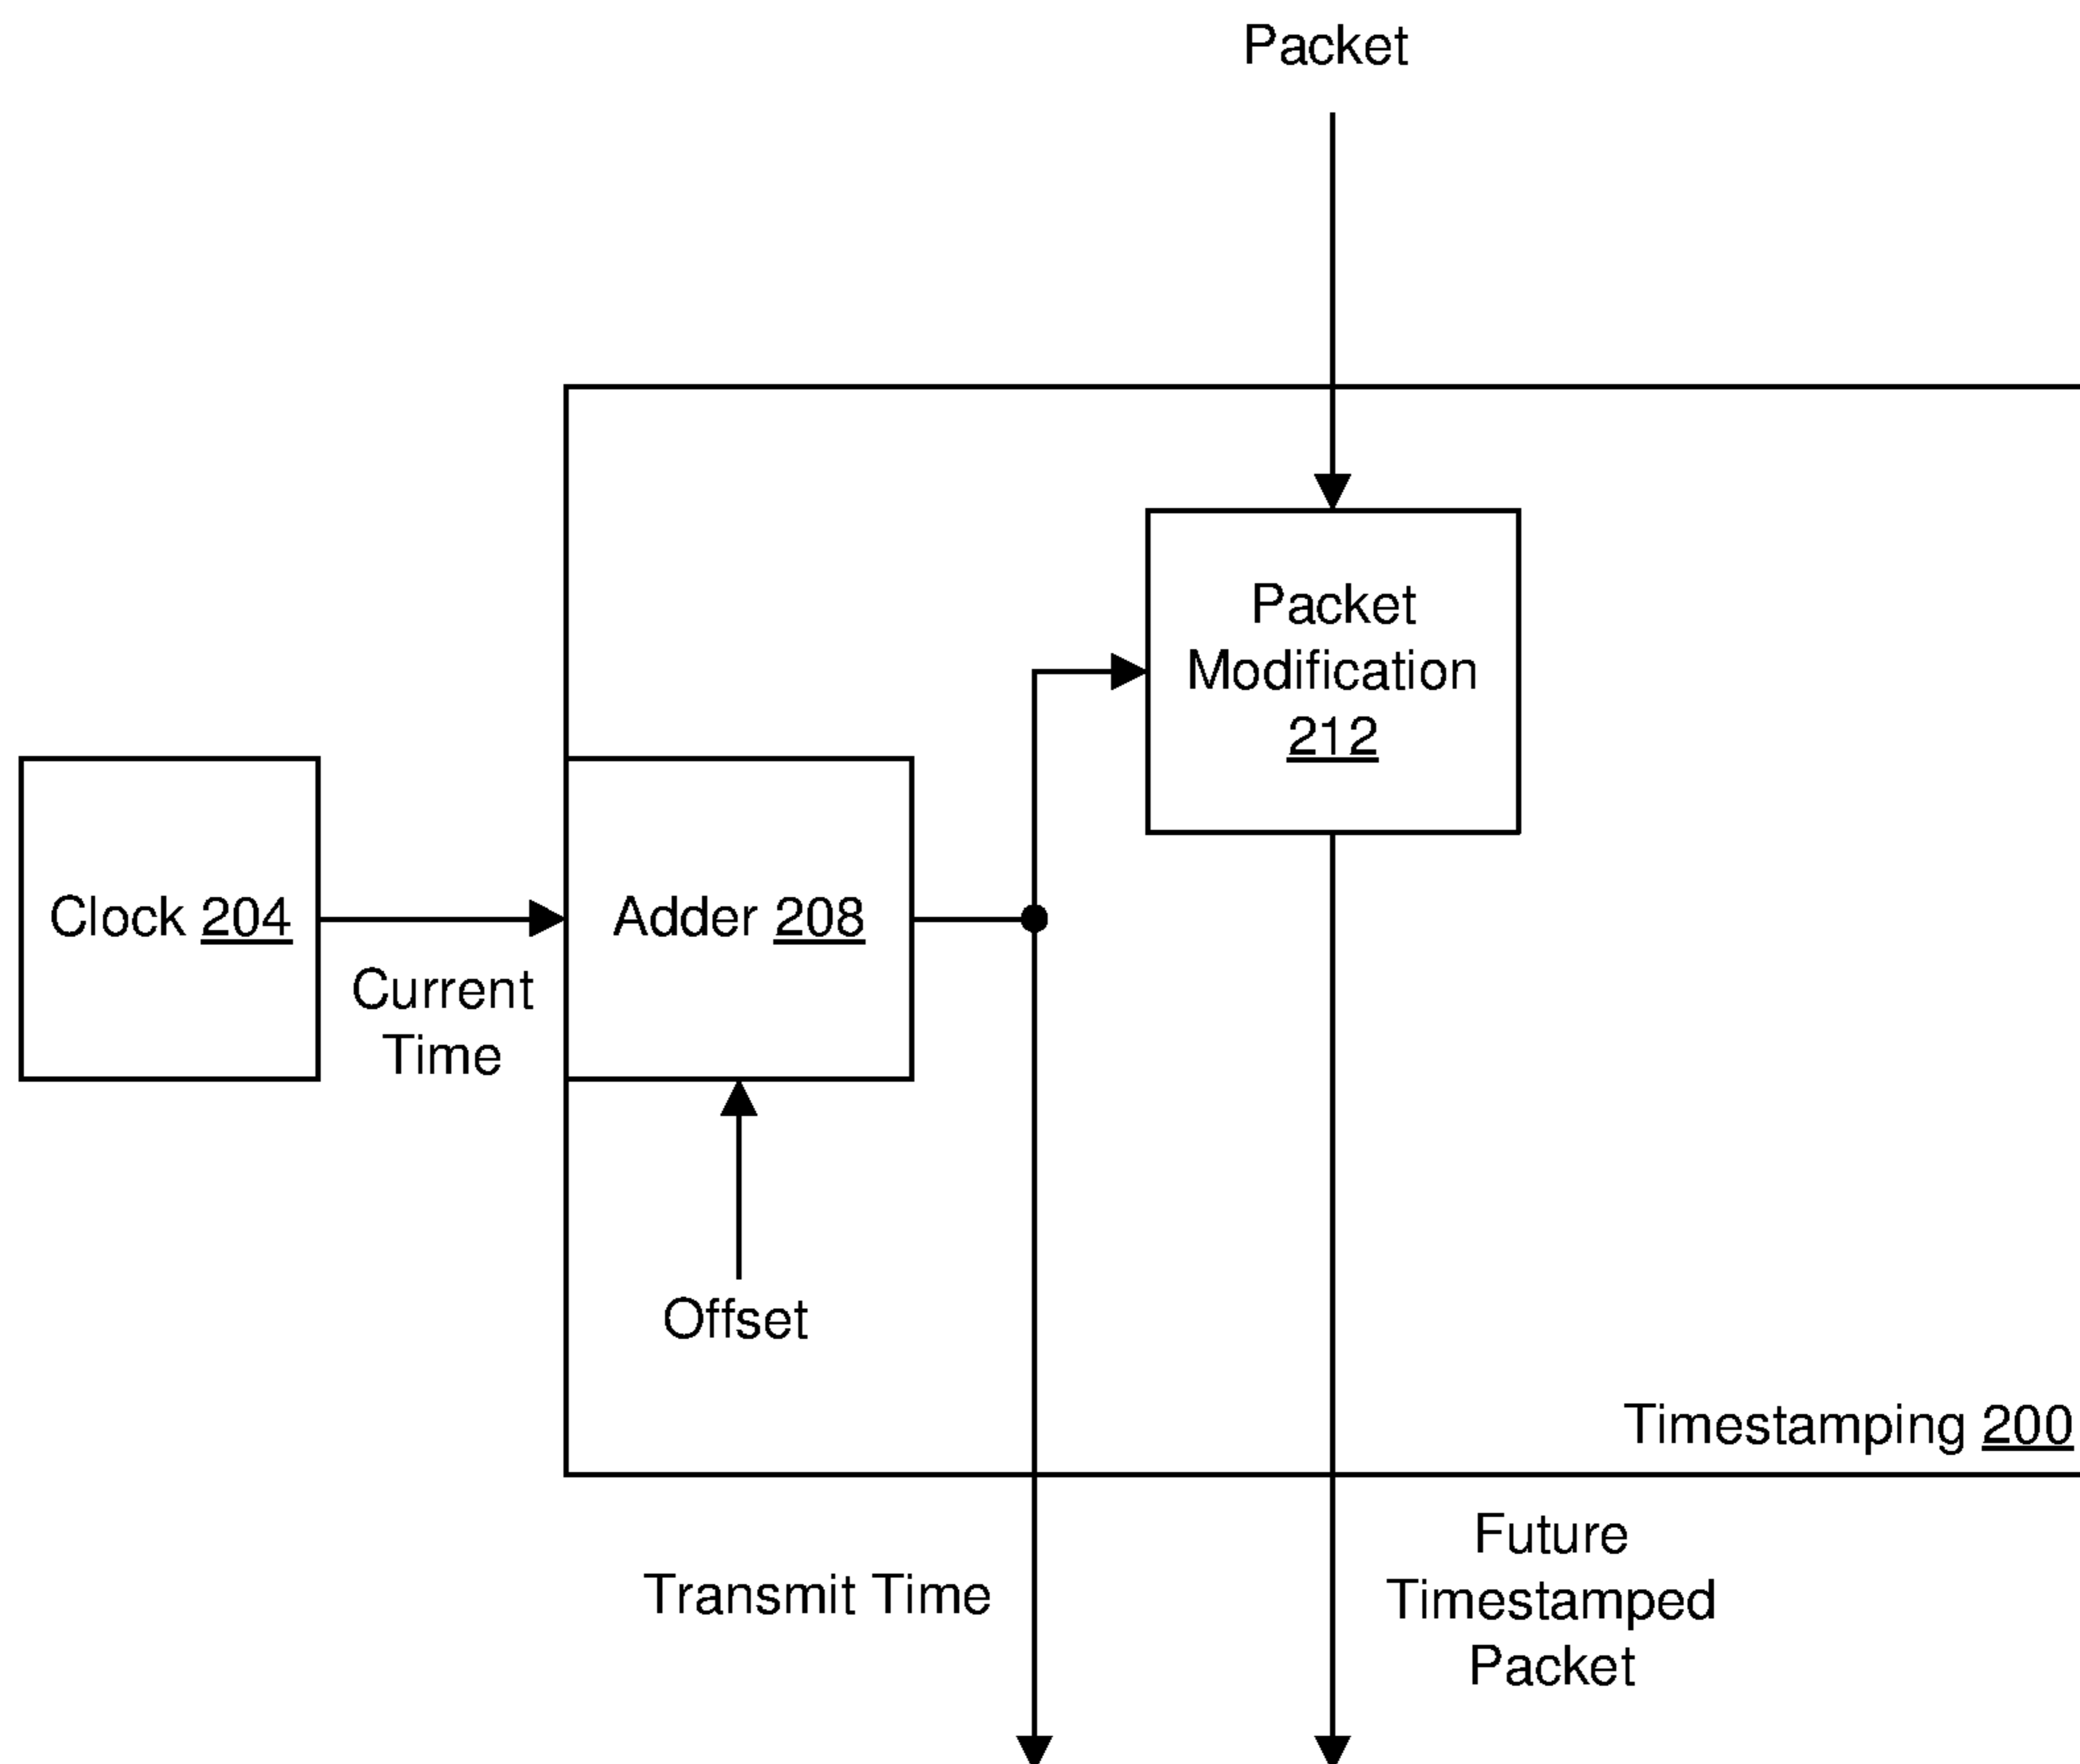 Packet
Packet
Modification
212
Clock 204
Adder 208
Current
Time
Offset
Timestamping 200
Transmit Time
Future
Timestamped
Packet